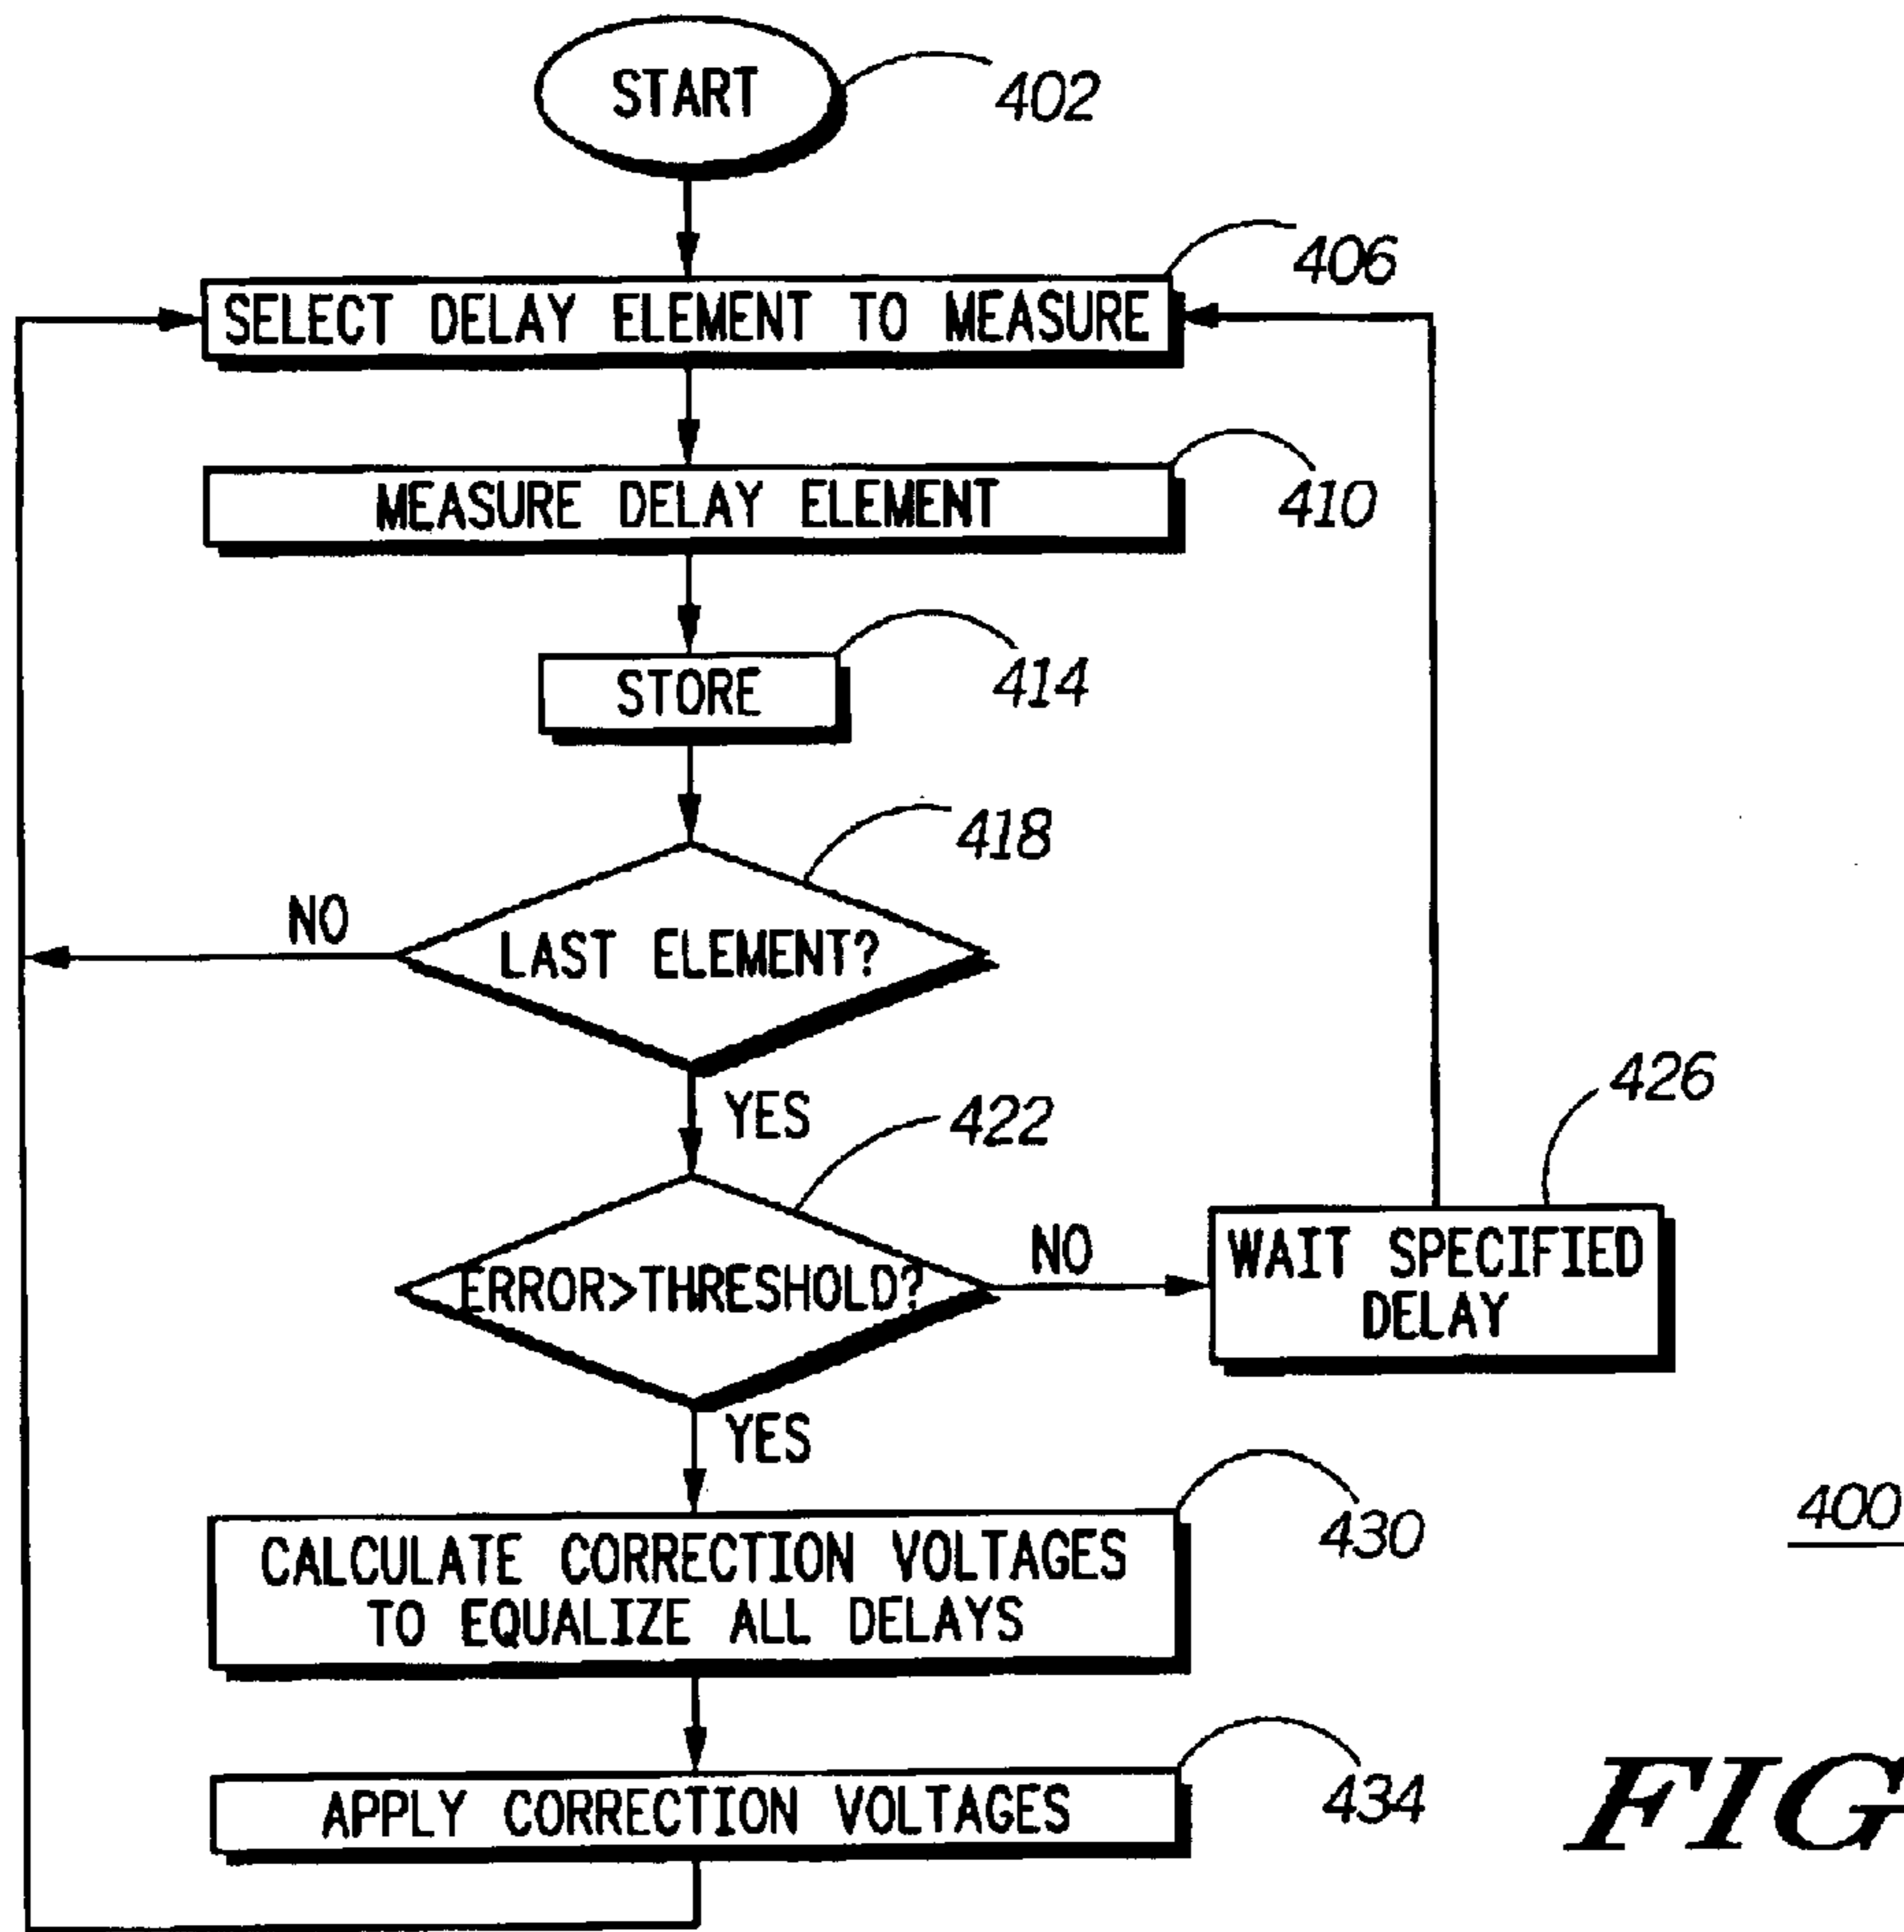 START
402
406
SELECT DELAY ELEMENT TO MEASURE
MEASURE DELAY ELEMENT
410
STORE
414
418
NO
LAST ELEMENT?
YES
422
426
ERROR>THRESHOLD?
NO
WAIT SPECIFIED
DELAY
YES
430
400
CALCULATE CORRECTION VOLTAGES
TO EQUALIZE ALL DELAYS
434
APPLY CORRECTION VOLTAGES
FIG